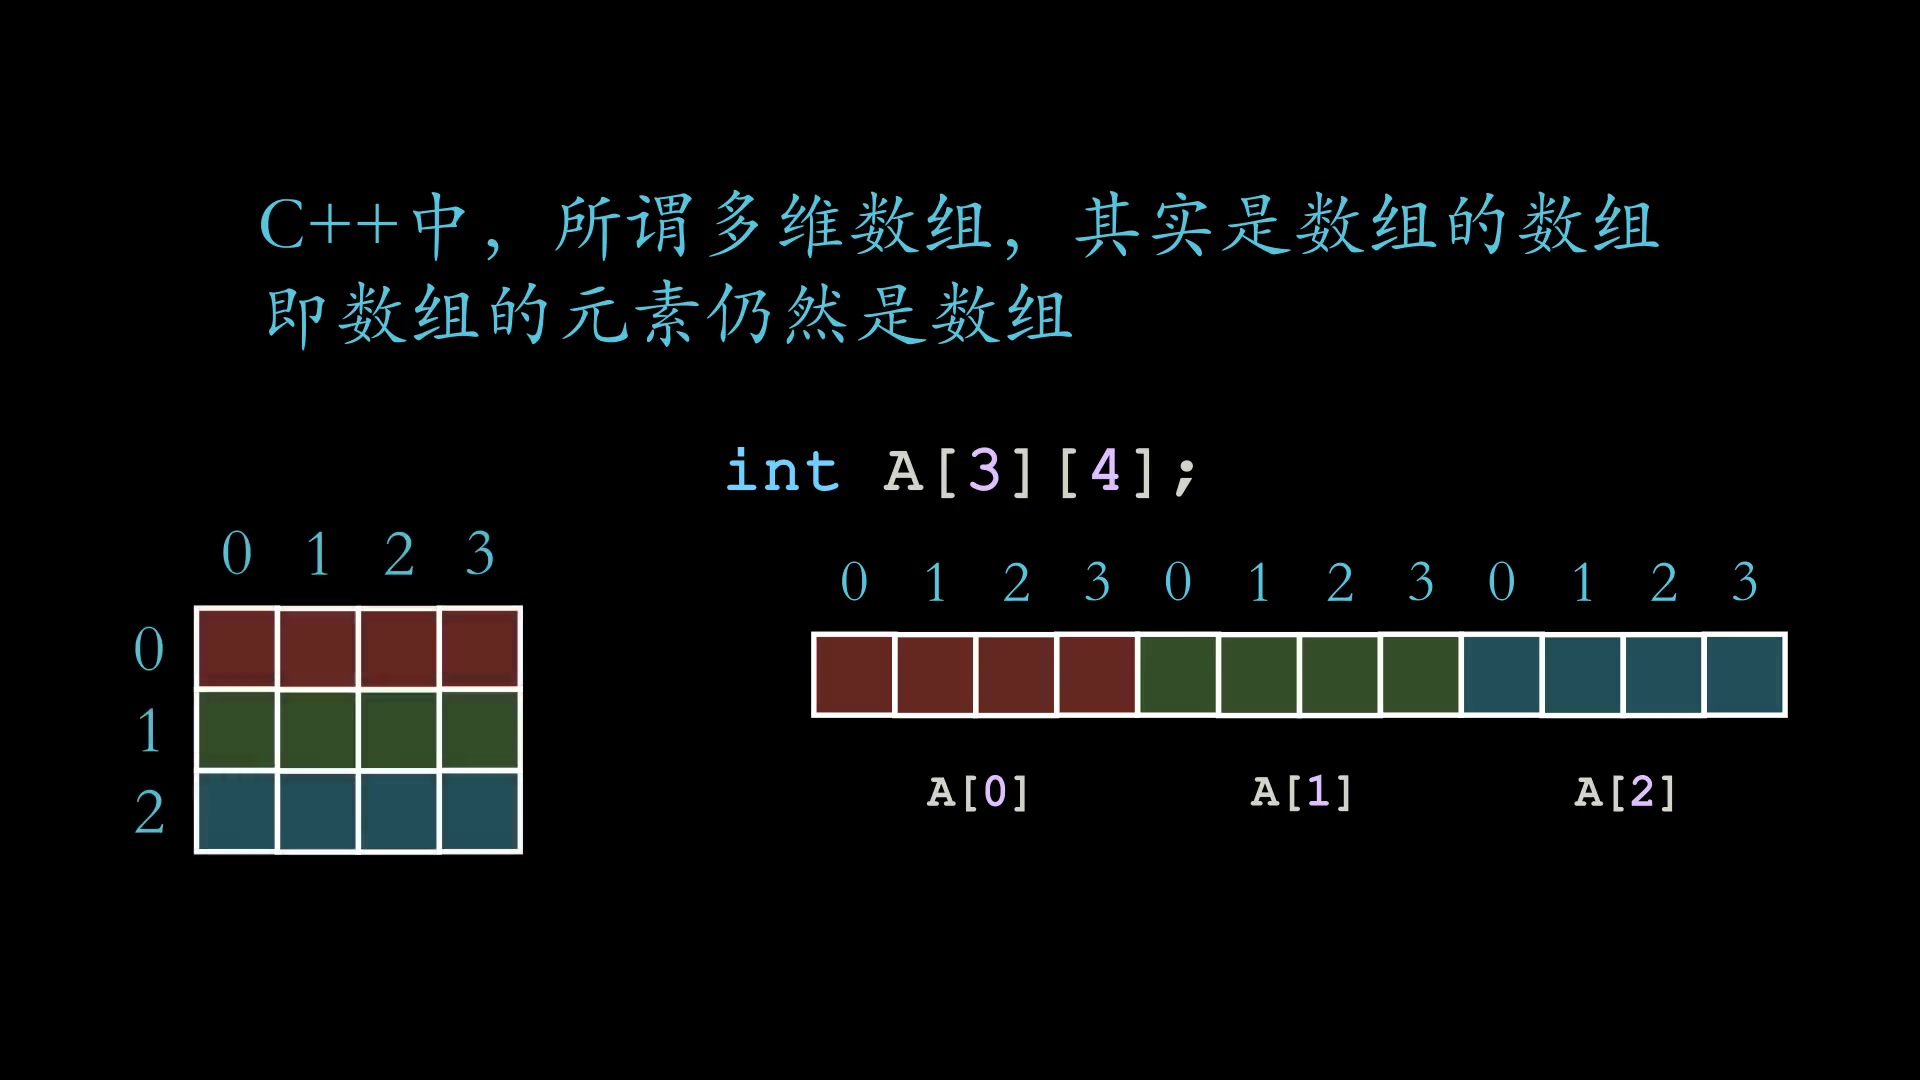 C++中，所谓多维数组，其实是数组的数组
即数组的元素仍然是数组
int A[3][4];
0 1 2 3
0
1
2
0 1 2 3 0 1 2 3 0 1 2 3
A[0] A[1] A[2]